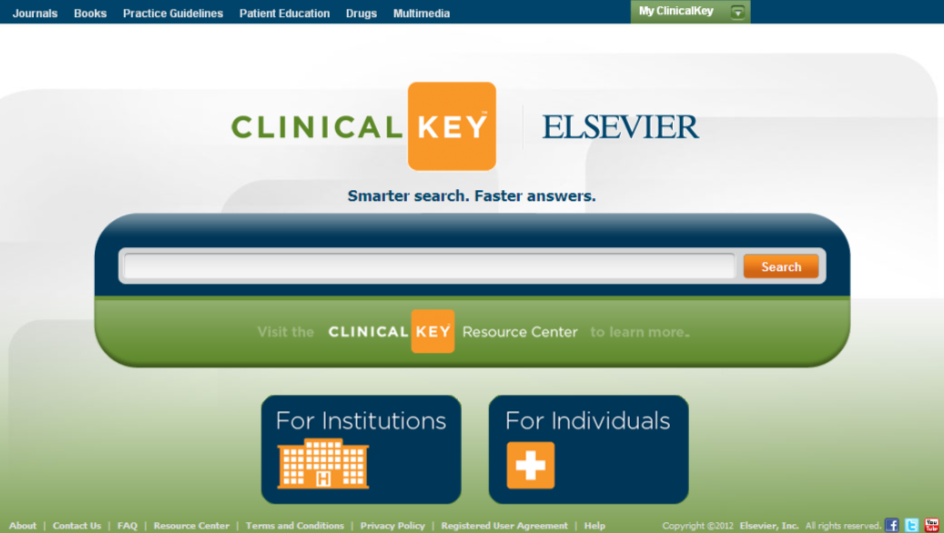 Journals Books Practice Guidelines Patient Education Drugs Multimedia My ClinicalKey
CLINICAL KEY™ ELSEVIER
Smarter search. Faster answers.
Search
Visit the CLINICAL KEY Resource Center to learn more.
For Institutions For Individuals
H
About | Contact Us | FAQ | Resource Center | Terms and Conditions | Privacy Policy | Registered User Agreement | Help Copyright ©2012 Elsevier, Inc. All rights reserved. f t You Tube